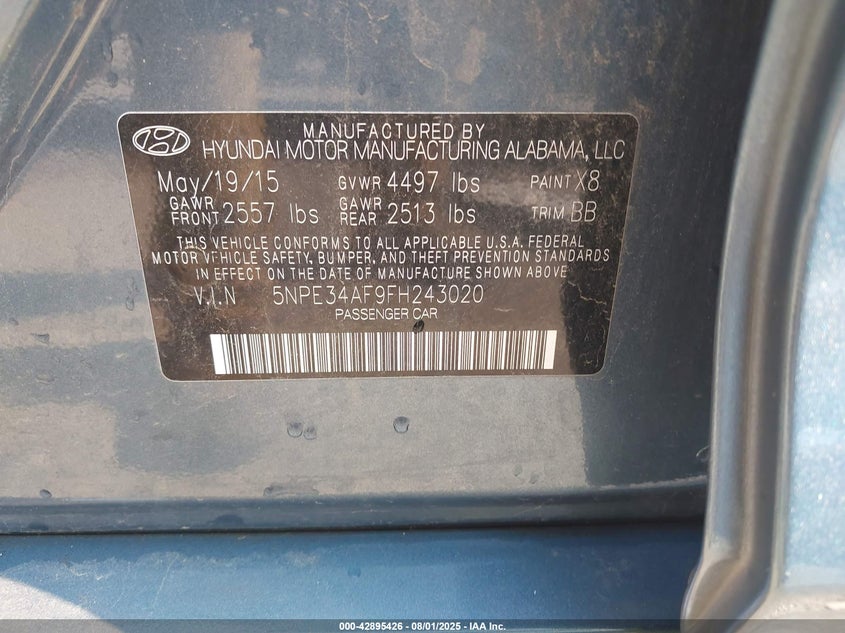 MANUFACTURED BY
HYUNDAI MOTOR MANUFACTURING ALABAMA, LLC
May/19/15 GVWR 4497 lbs PAINT X8
GAWR FRONT 2557 lbs GAWR REAR 2513 lbs TRIM BB
THIS VEHICLE CONFORMS TO ALL APPLICABLE U.S.A. FEDERAL
MOTOR VEHICLE SAFETY, BUMPER, AND THEFT PREVENTION STANDARDS
IN EFFECT ON THE DATE OF MANUFACTURE SHOWN ABOVE
V.I.N 5NPE34AF9FH243020
PASSENGER CAR
000-42895426 - 08/01/2025 - IAA Inc.